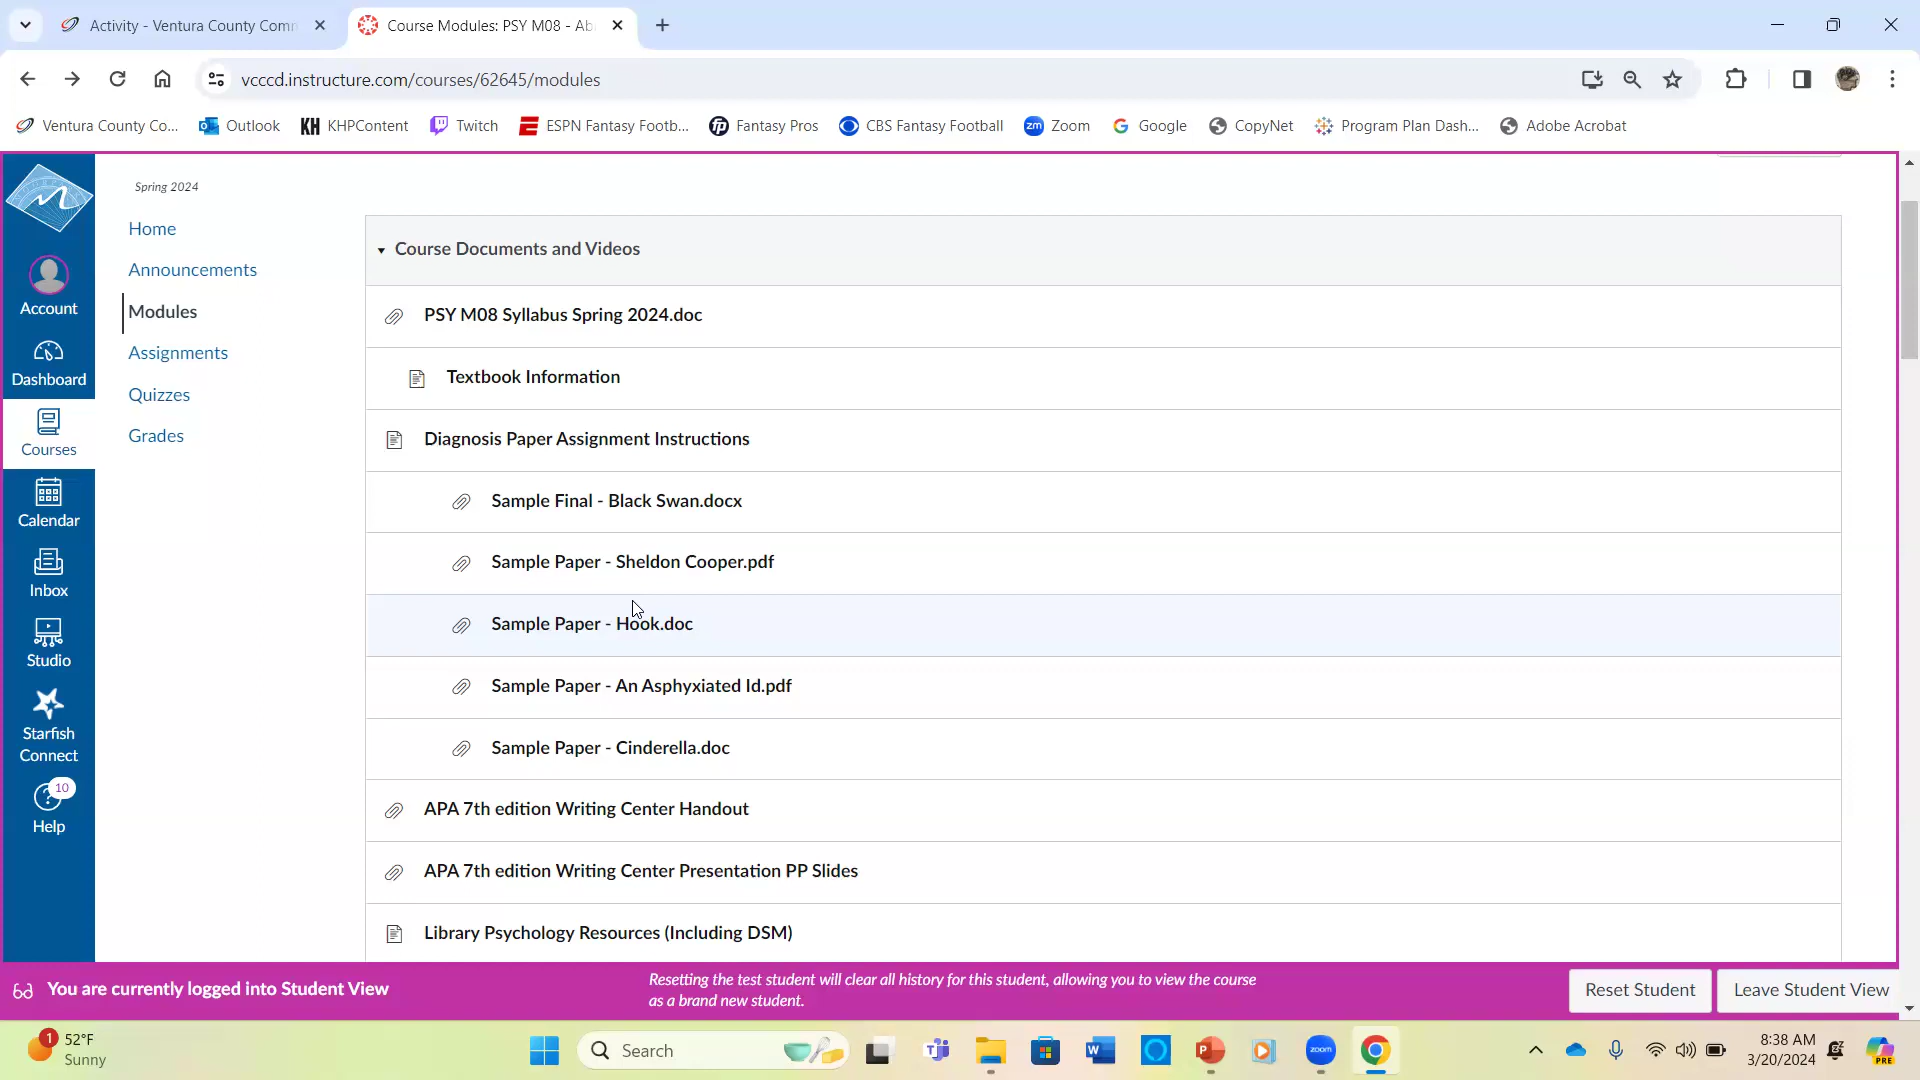 Activity - Ventura County Com
Course Modules: PSY M08 - Ab
vcccd.instructure.com/courses/62645/modules
Ventura County Co...
Outlook
KHPContent
Twitch
ESPN Fantasy Footb...
Fantasy Pros
CBS Fantasy Football
Zoom
Google
CopyNet
Program Plan Dash...
Adobe Acrobat
Spring 2024
Home
Announcements
Modules
Assignments
Quizzes
Grades
Account
Dashboard
Courses
Calendar
Inbox
Studio
Starfish
Connect
10
Help
Course Documents and Videos
PSY M08 Syllabus Spring 2024.doc
Textbook Information
Diagnosis Paper Assignment Instructions
Sample Final - Black Swan.docx
Sample Paper - Sheldon Cooper.pdf
Sample Paper - Hook.doc
Sample Paper - An Asphyxiated Id.pdf
Sample Paper - Cinderella.doc
APA 7th edition Writing Center Handout
APA 7th edition Writing Center Presentation PP Slides
Library Psychology Resources (Including DSM)
You are currently logged into Student View
Resetting the test student will clear all history for this student, allowing you to view the course
as a brand new student.
Reset Student
Leave Student View
1
52°F
Sunny
Search
zoom
8:38 AM
3/20/2024
PRE